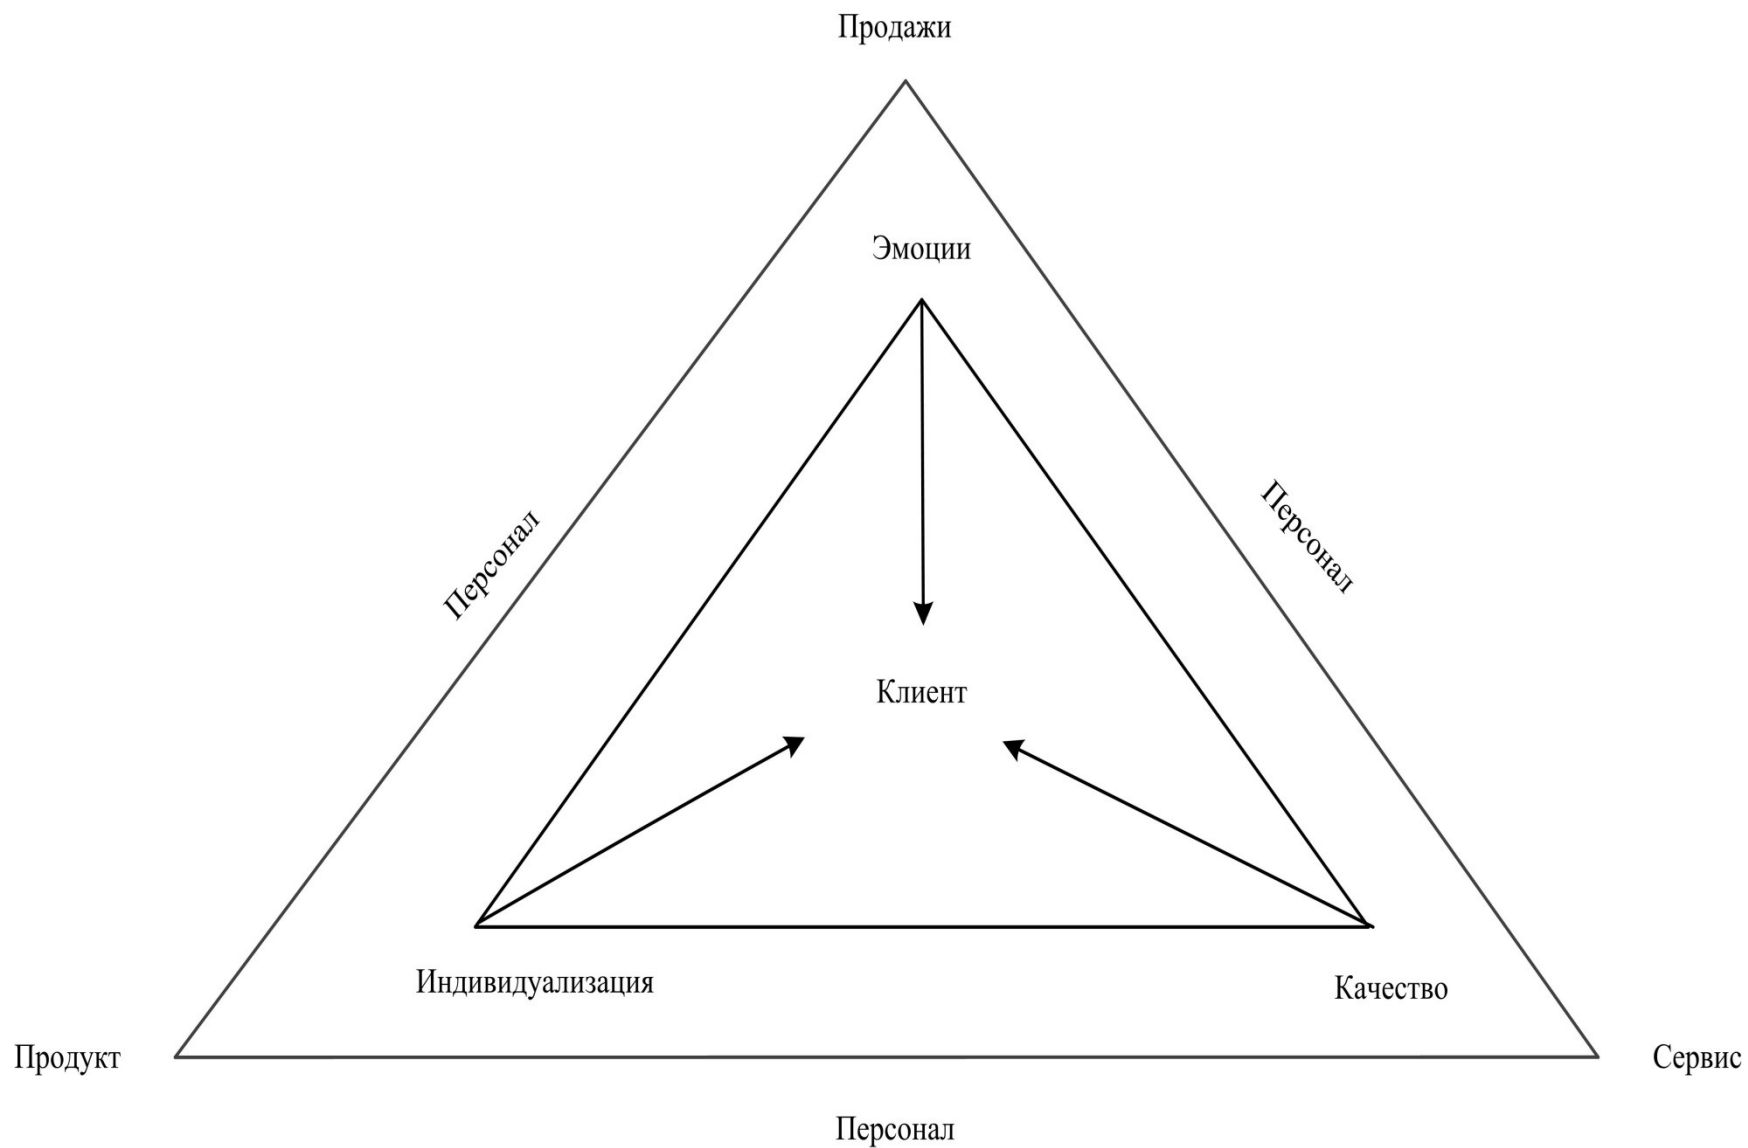 Продажи
Эмоции
Персонал
Персонал
Клиент
Индивидуализация
Качество
Продукт
Сервис
Персонал